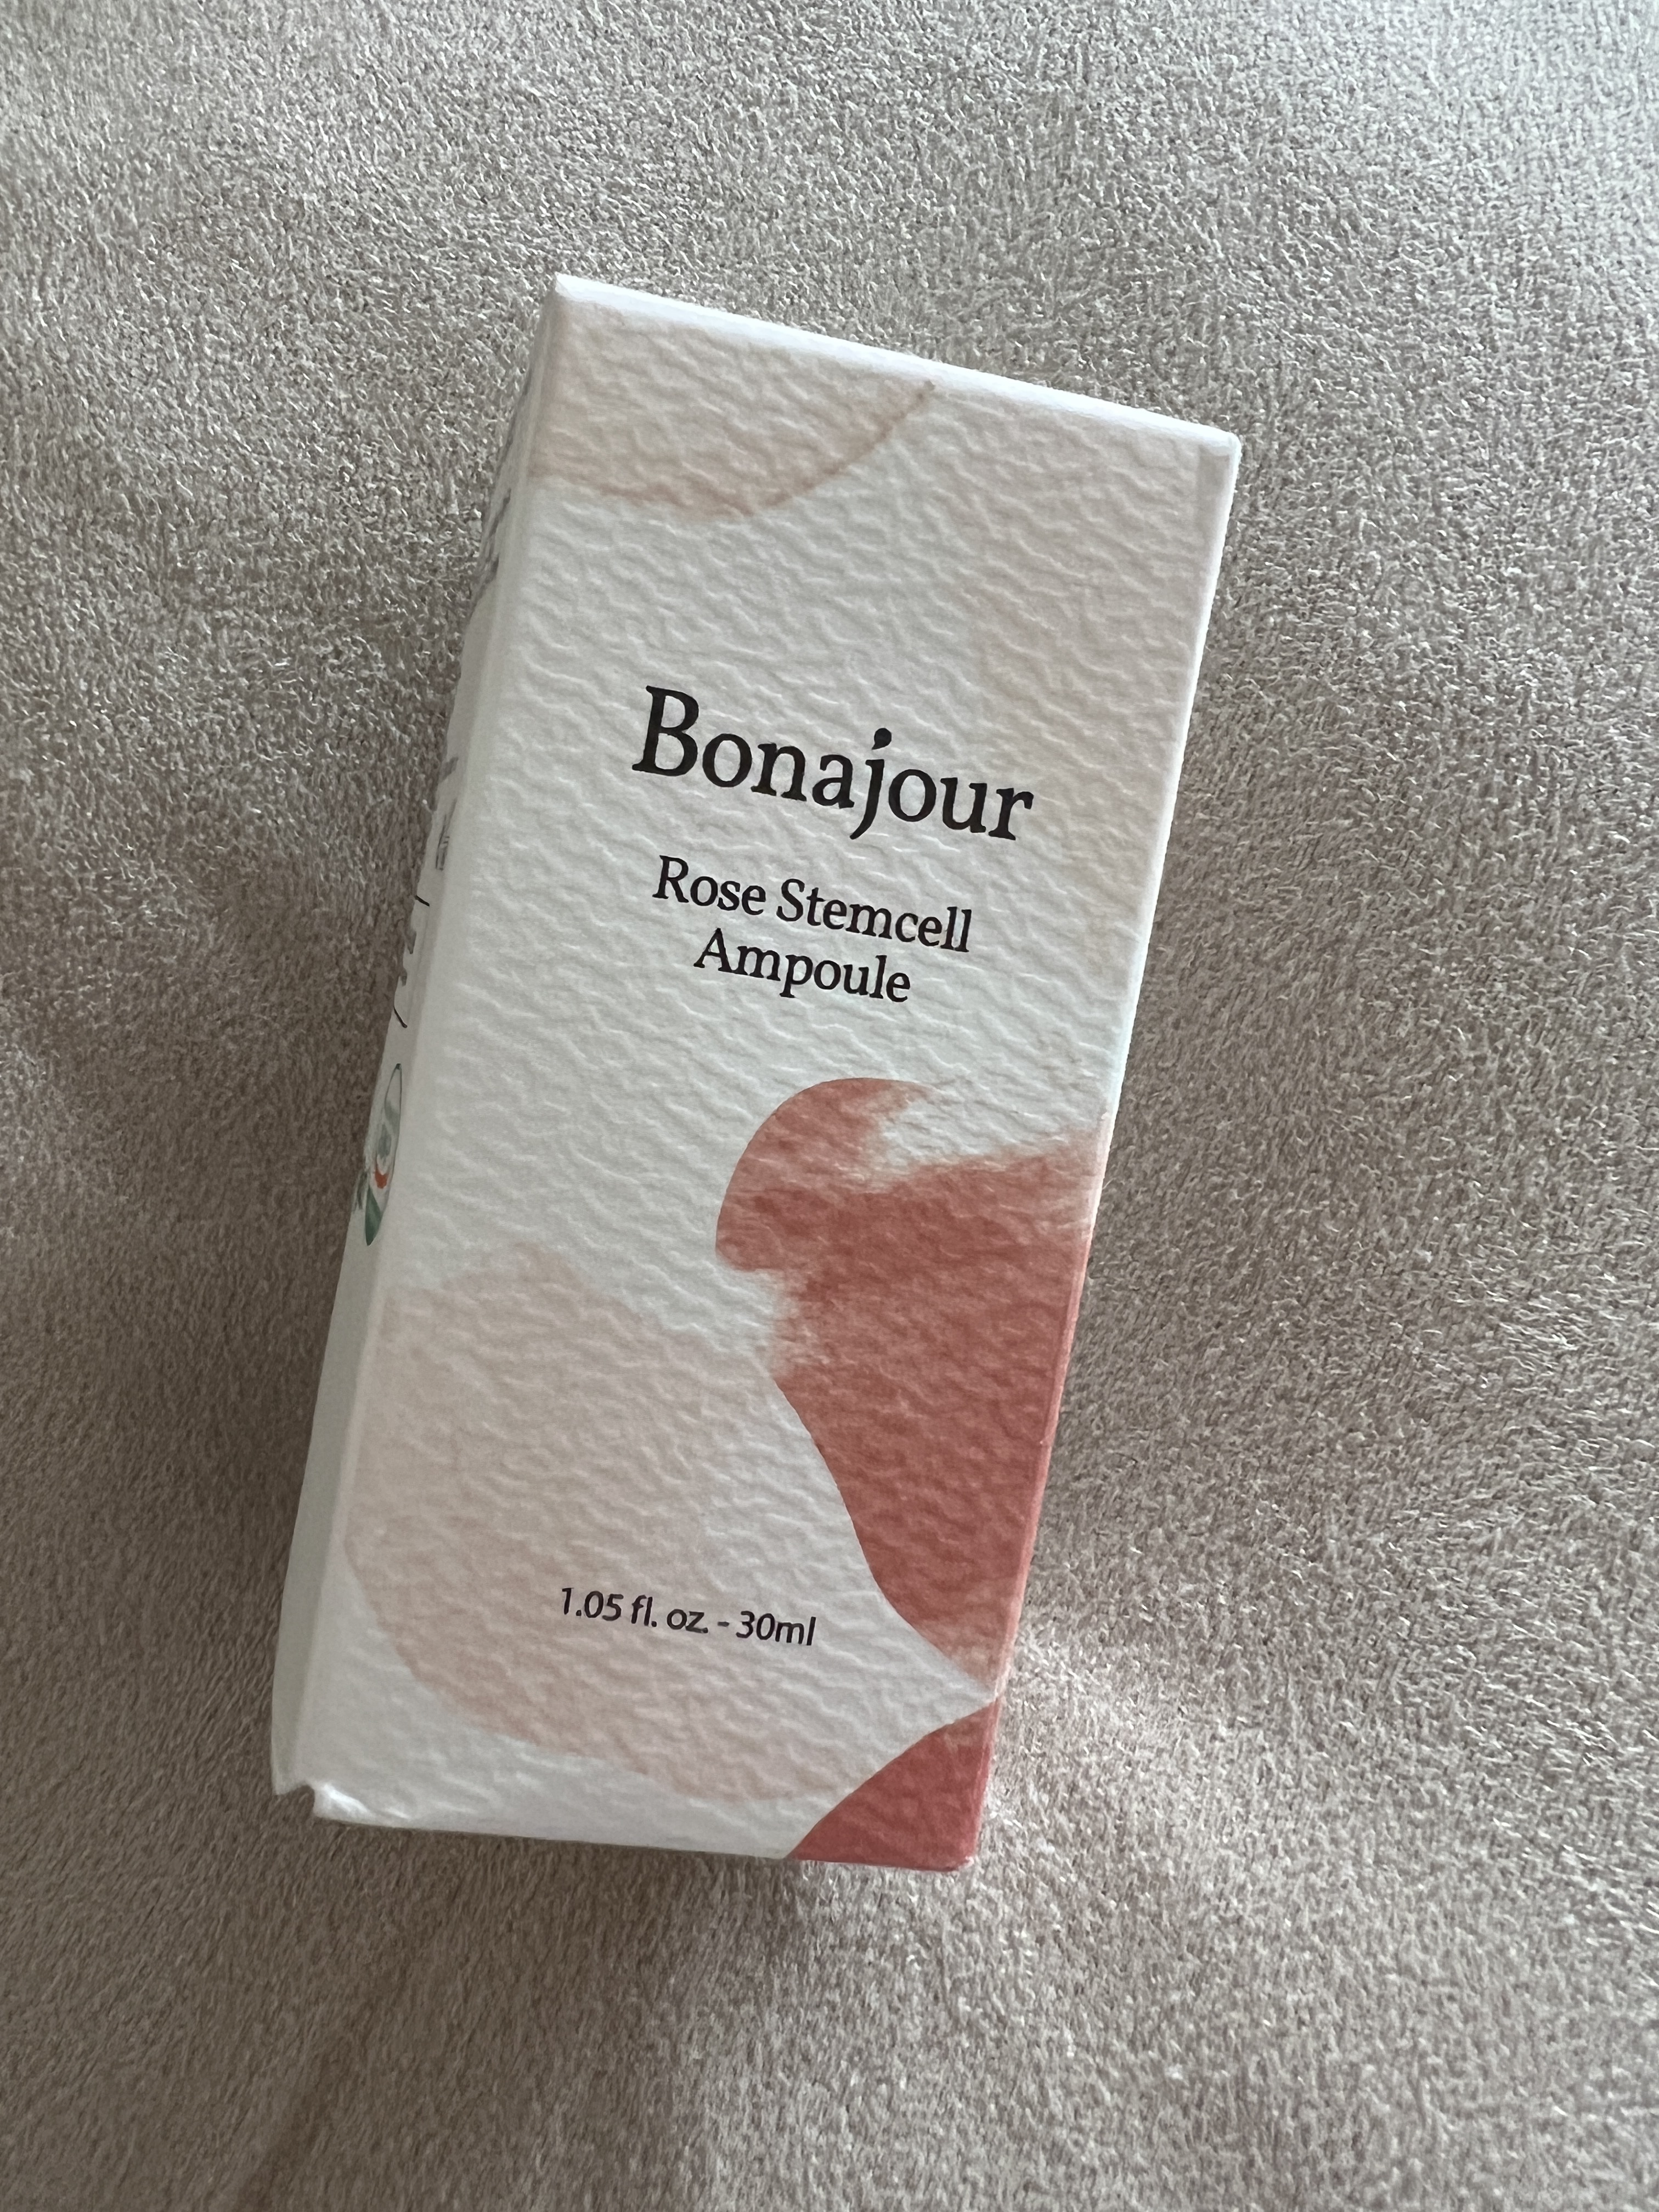 Bonajour
Rose Stemcell
Ampoule
1.05 fl. oz. - 30ml